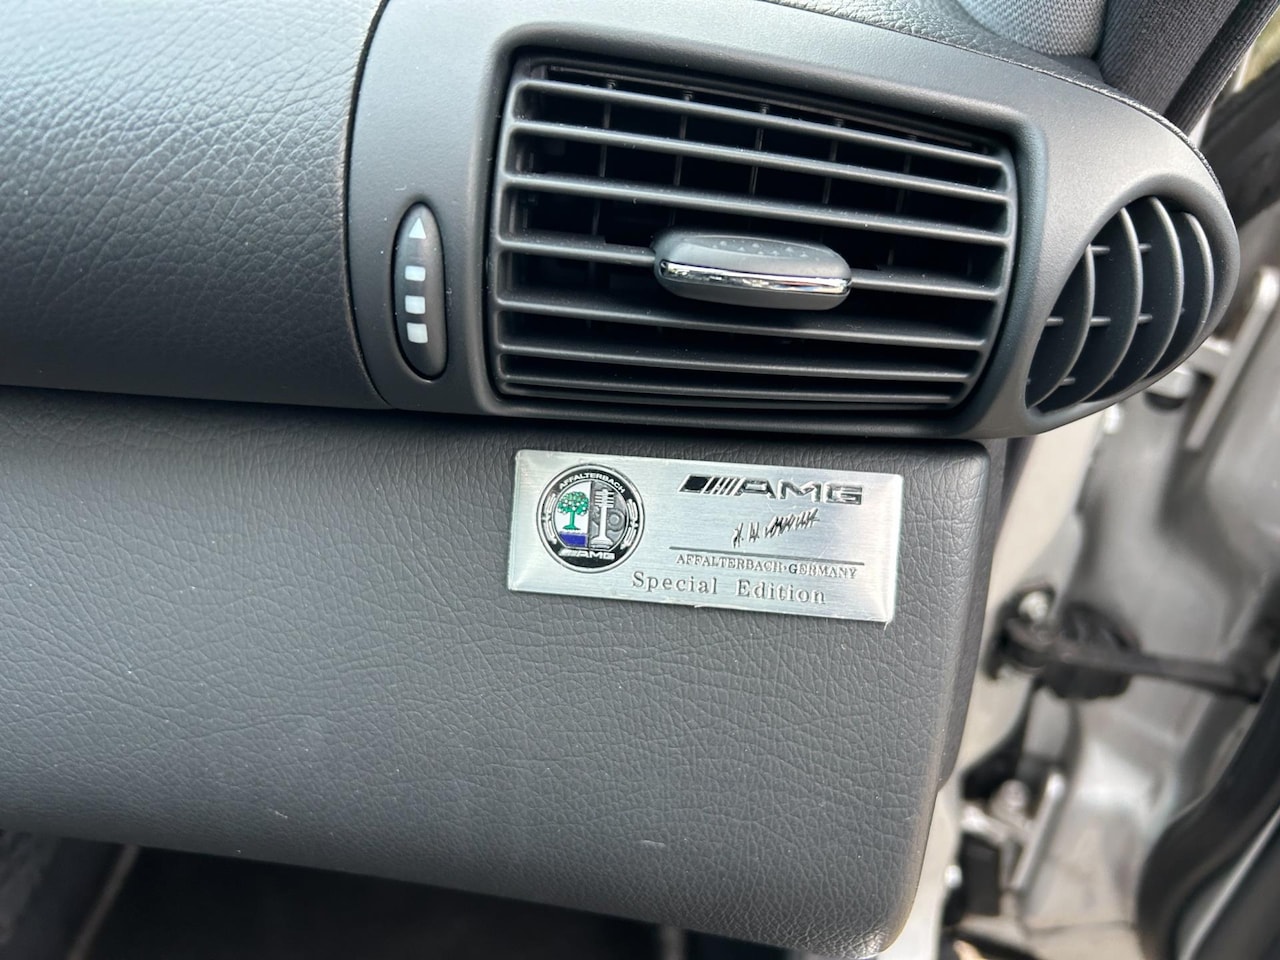 AFFALTERBACH
AMG
AMG
AFFALTERBACH·GERMANY
Special Edition